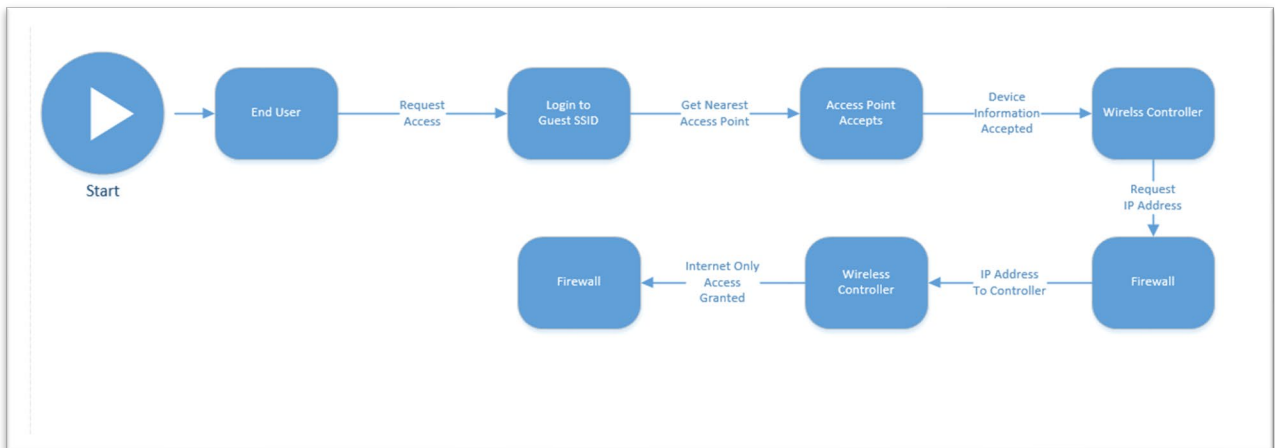 Start
End User
Request
Access
Login to
Guest SSID
Get Nearest
Access Point
Access Point
Accepts
Device
Information
Accepted
Wirelss Controller
Request
IP Address
Firewall
IP Address
To Controller
Wireless
Controller
Internet Only
Access
Granted
Firewall